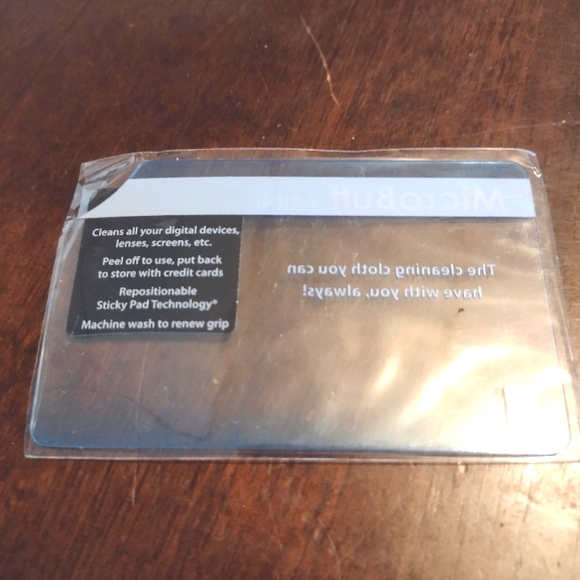 MicroBuff MINI
Cleans all your digital devices,
lenses, screens, etc.
Peel off to use, put back
to store with credit cards
Repositionable
Sticky Pad Technology®
Machine wash to renew grip
The cleaning cloth you can
have with you, always!